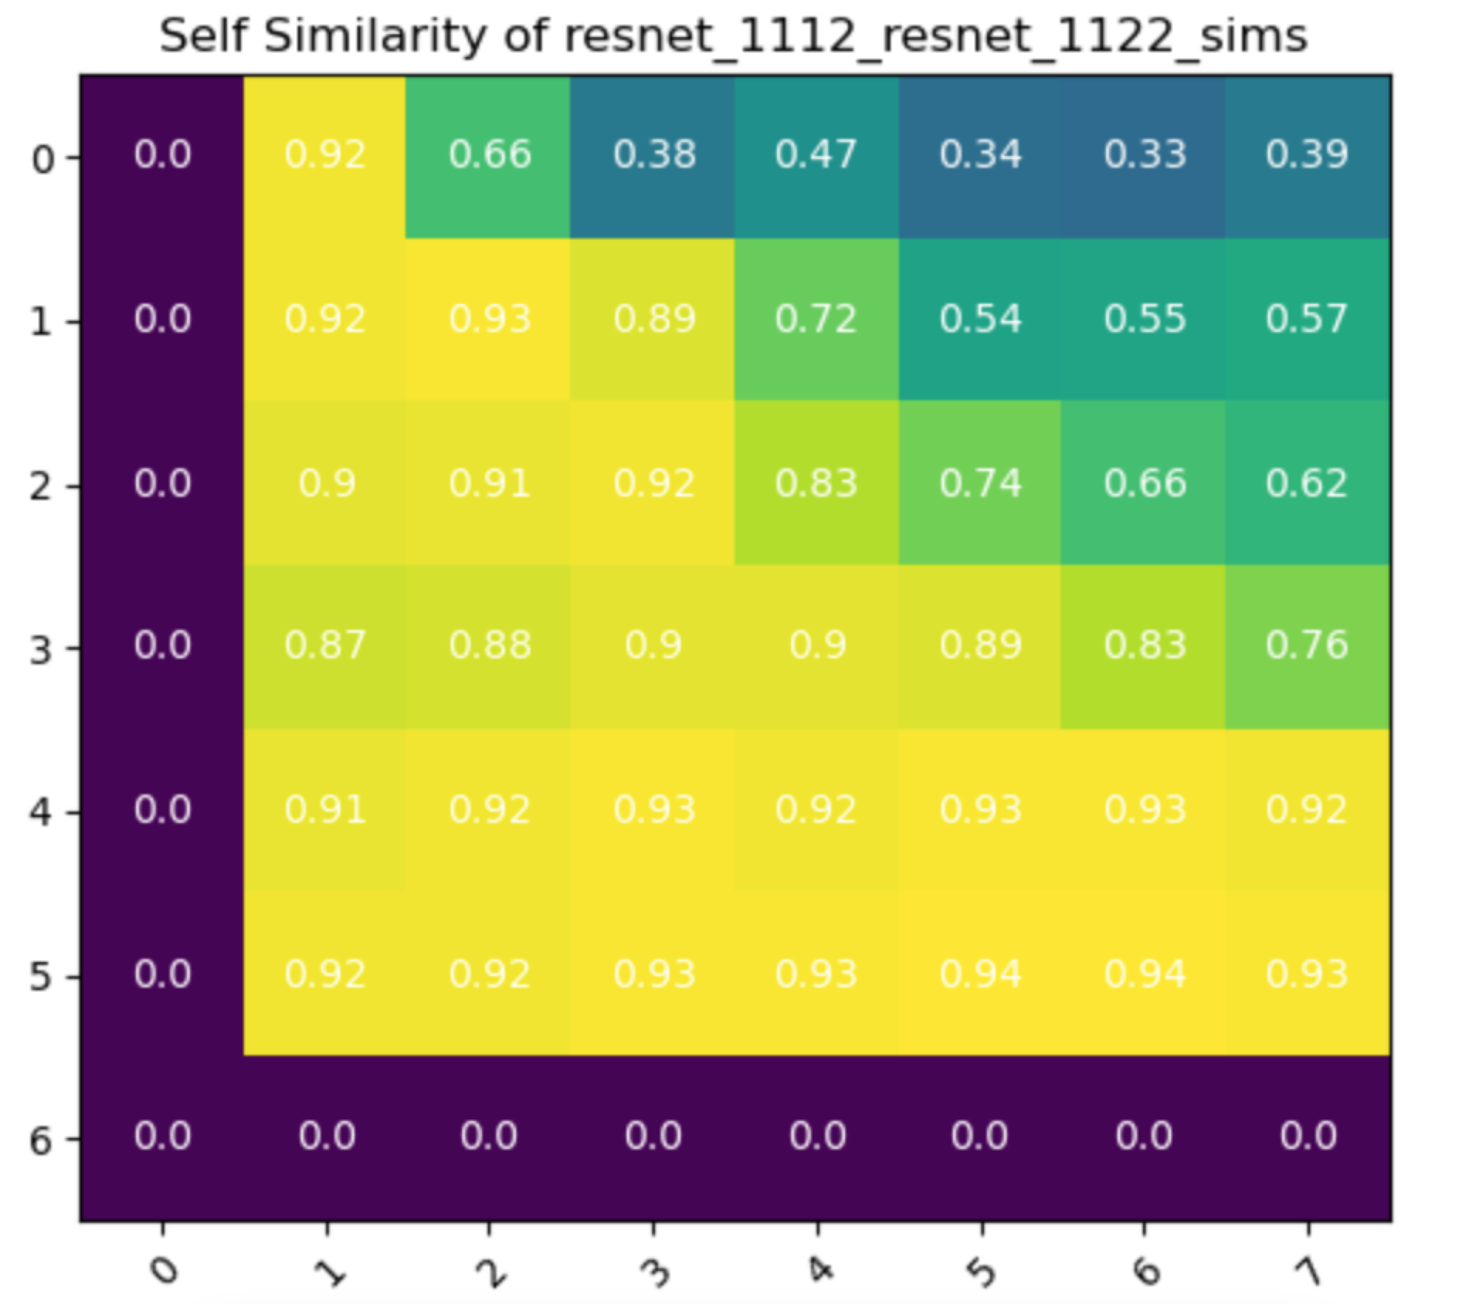 Self Similarity of resnet_1112_resnet_1122_sims
0 0.0 0.92 0.66 0.38 0.47 0.34 0.33 0.39
1 0.0 0.92 0.93 0.89 0.72 0.54 0.55 0.57
2 0.0 0.9 0.91 0.92 0.83 0.74 0.66 0.62
3 0.0 0.87 0.88 0.9 0.9 0.89 0.83 0.76
4 0.0 0.91 0.92 0.93 0.92 0.93 0.93 0.92
5 0.0 0.92 0.92 0.93 0.93 0.94 0.94 0.93
6 0.0 0.0 0.0 0.0 0.0 0.0 0.0 0.0
0 1 2 3 4 5 6 7